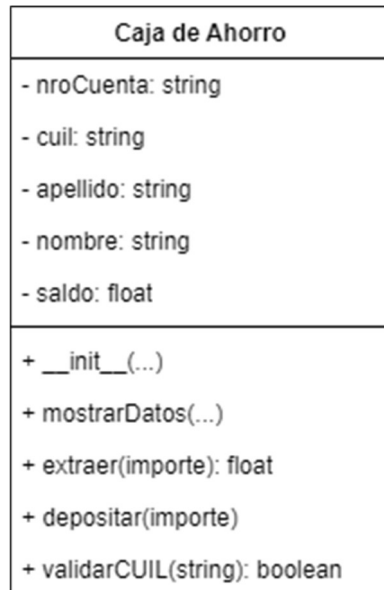 Caja de Ahorro
- nroCuenta: string
- cuil: string
- apellido: string
- nombre: string
- saldo: float
+ __init__(...)
+ mostrarDatos(...)
+ extraer(importe): float
+ depositar(importe)
+ validarCUIL(string): boolean